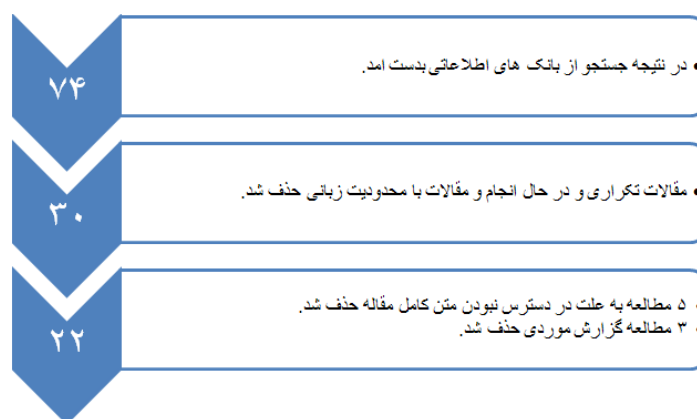 ۷۴
• در نتیجه جستجو از بانک های اطلاعاتی بدست امد.
۳۰
• مقالات تکراری و در حال انجام و مقالات با محدودیت زبانی حذف شد.
۲۲
• ۵ مطالعه به علت در دسترس نبودن متن کامل مقاله حذف شد.
• ۳ مطالعه گزارش موردی حذف شد.